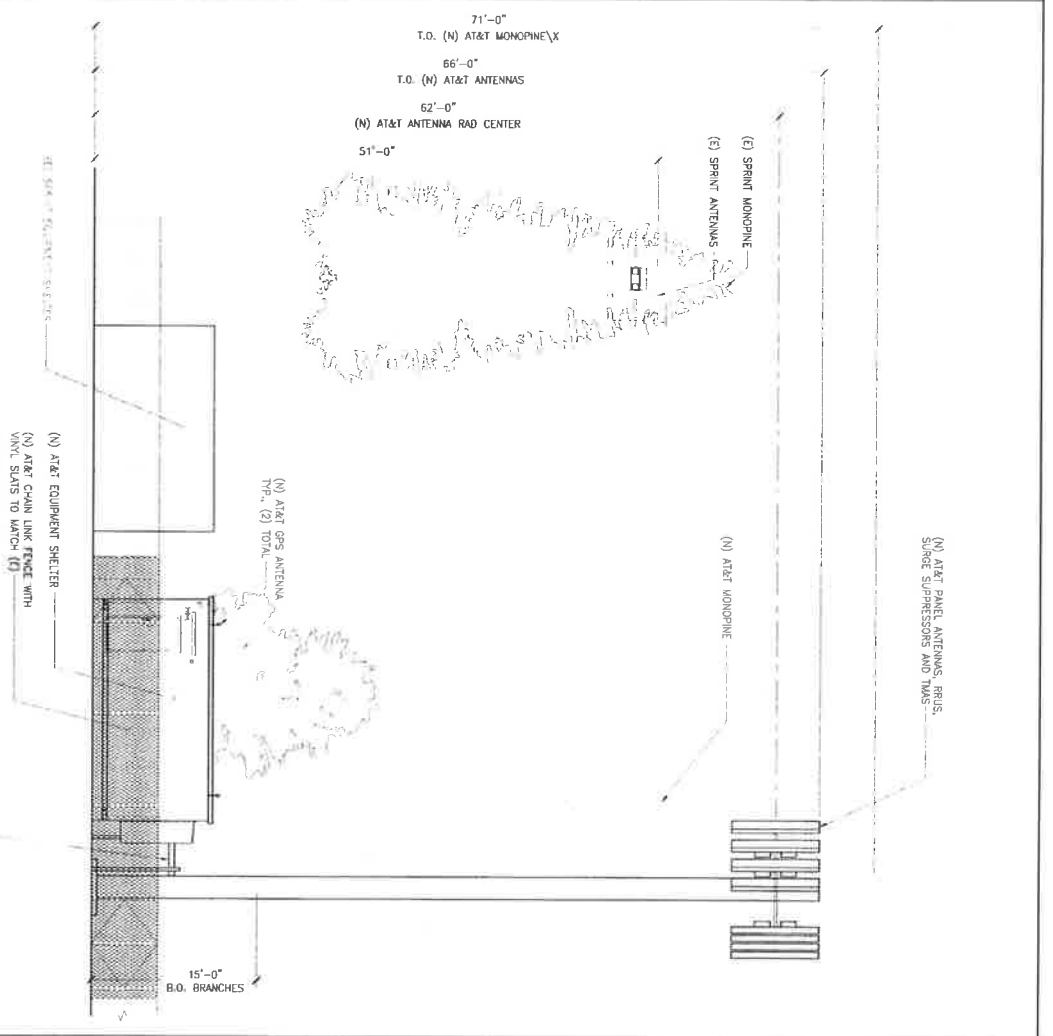 71'-0"
T.O. (N) AT&T MONOPINE\X
66'-0"
T.O. (N) AT&T ANTENNAS
62'-0"
(N) AT&T ANTENNA RAD CENTER
51'-0"
(E) SPRINT MONOPINE
(E) SPRINT ANTENNAS
(N) AT&T PANEL ANTENNAS, RRUS,
SURGE SUPPRESSORS AND TMAS
(N) AT&T MONOPINE
(N) AT&T GPS ANTENNA
TYP., (2) TOTAL
(N) AT&T EQUIPMENT SHELTER
(N) AT&T CHAIN LINK FENCE WITH
VINYL SLATS TO MATCH (E)
15'-0"
B.O. BRANCHES